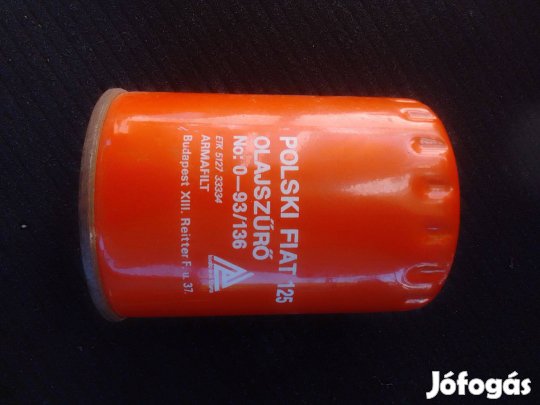 POLSKI FIAT 125
OLAJSZŰRŐ
No: 0-93/136
ETK 5127 33334
ARMAFILT
Budapest XIII. Reitter F. u. 37.
Jófogás